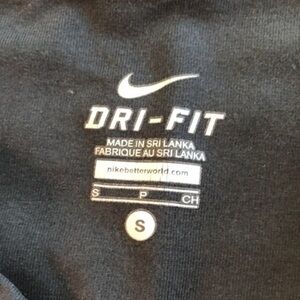 DRI-FIT
MADE IN SRI LANKA
FABRIQUE AU SRI LANKA
nikebetterworld.com
S P CH
S